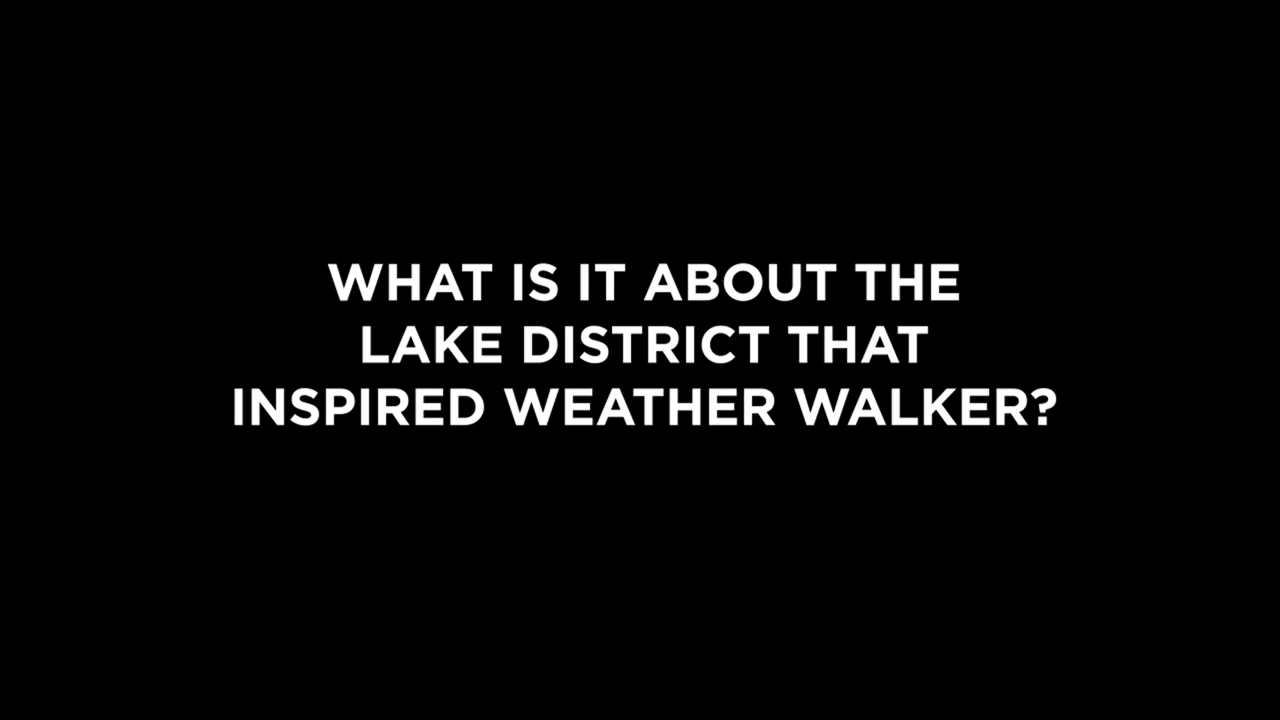 WHAT IS IT ABOUT THE
LAKE DISTRICT THAT
INSPIRED WEATHER WALKER?